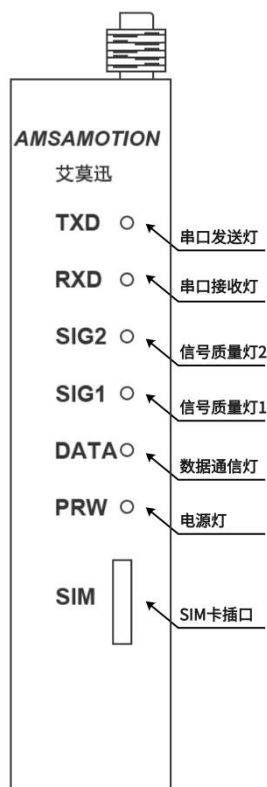 AMSAMOTION
艾莫迅
TXD
串口发送灯
RXD
串口接收灯
SIG2
信号质量灯2
SIG1
信号质量灯1
DATA
数据通信灯
PRW
电源灯
SIM
SIM卡插口